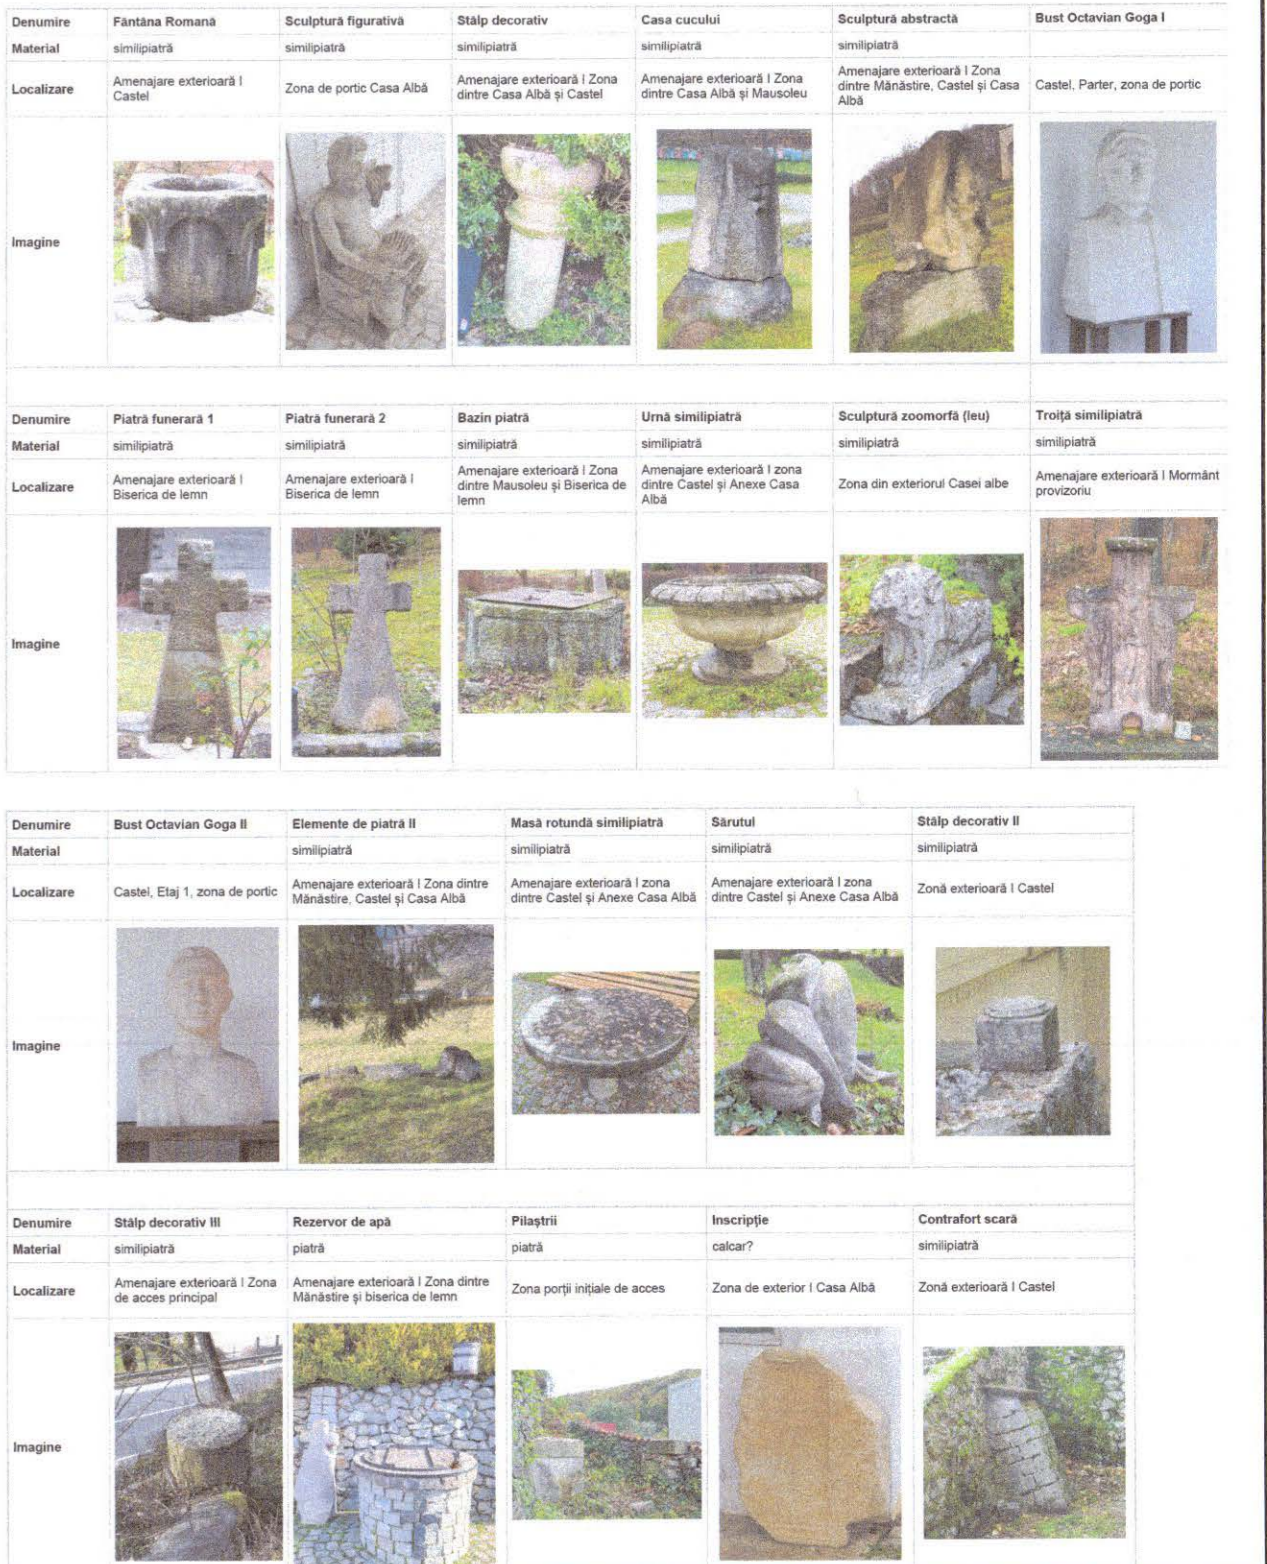 Denumire Fântâna Romană Sculptură figurativă Stâlp decorativ Casa cucului Sculptură abstractă Bust Octavian Goga I
Material similipiatră similipiatră similipiatră similipiatră similipiatră
Localizare Amenajare exterioară I Castel Zona de portic Casa Albă Amenajare exterioară I Zona dintre Casa Albă și Castel Amenajare exterioară I Zona dintre Casa Albă și Mausoleu Amenajare exterioară I Zona dintre Mănăstire, Castel și Casa Albă Castel, Parter, zona de portic
Imagine
Denumire Piatră funerară 1 Piatră funerară 2 Bazin piatră Urnă similipiatră Sculptură zoomorfă (leu) Troiță similipiatră
Material similipiatră similipiatră similipiatră similipiatră similipiatră similipiatră
Localizare Amenajare exterioară I Biserica de lemn Amenajare exterioară I Biserica de lemn Amenajare exterioară I Zona dintre Mausoleu și Biserica de lemn Amenajare exterioară I zona dintre Castel și Anexe Casa Albă Zona din exteriorul Casei albe Amenajare exterioară I Mormânt provizoriu
Imagine
Denumire Bust Octavian Goga II Elemente de piatră II Masă rotundă similipiatră Sărutul Stâlp decorativ II
Material similipiatră similipiatră similipiatră similipiatră
Localizare Castel, Etaj 1, zona de portic Amenajare exterioară I Zona dintre Mănăstire, Castel și Casa Albă Amenajare exterioară I zona dintre Castel și Anexe Casa Albă Amenajare exterioară I zona dintre Castel și Anexe Casa Albă Zonă exterioară I Castel
Imagine
Denumire Stâlp decorativ III Rezervor de apă Pilaștrii Inscripție Contrafort scară
Material similipiatră piatră piatră calcar? similipiatră
Localizare Amenajare exterioară I Zona de acces principal Amenajare exterioară I Zona dintre Mănăstire și biserica de lemn Zona porții inițiale de acces Zona de exterior I Casa Albă Zonă exterioară I Castel
Imagine